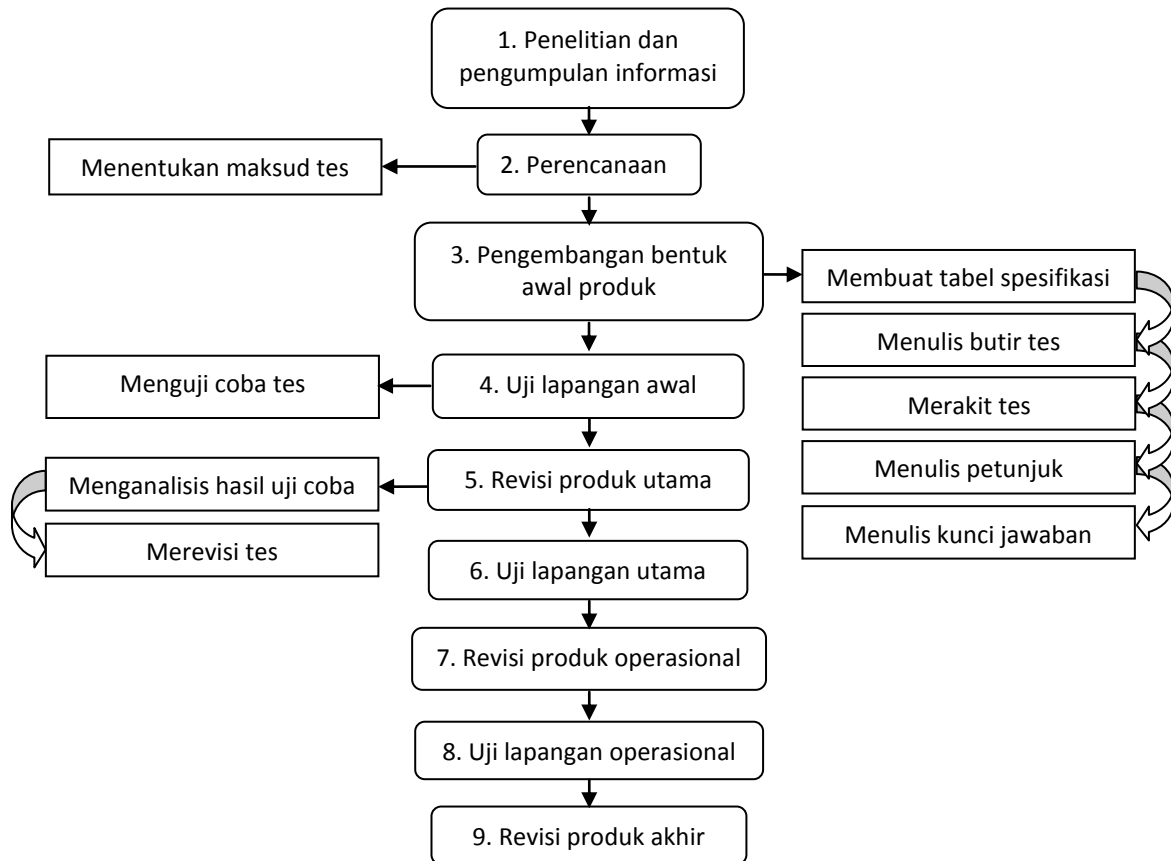 1. Penelitian dan
pengumpulan informasi
Menentukan maksud tes
2. Perencanaan
3. Pengembangan bentuk
awal produk
Membuat tabel spesifikasi
Menulis butir tes
Merakit tes
Menulis petunjuk
Menulis kunci jawaban
Menguji coba tes
4. Uji lapangan awal
Menganalisis hasil uji coba
5. Revisi produk utama
Merevisi tes
6. Uji lapangan utama
7. Revisi produk operasional
8. Uji lapangan operasional
9. Revisi produk akhir